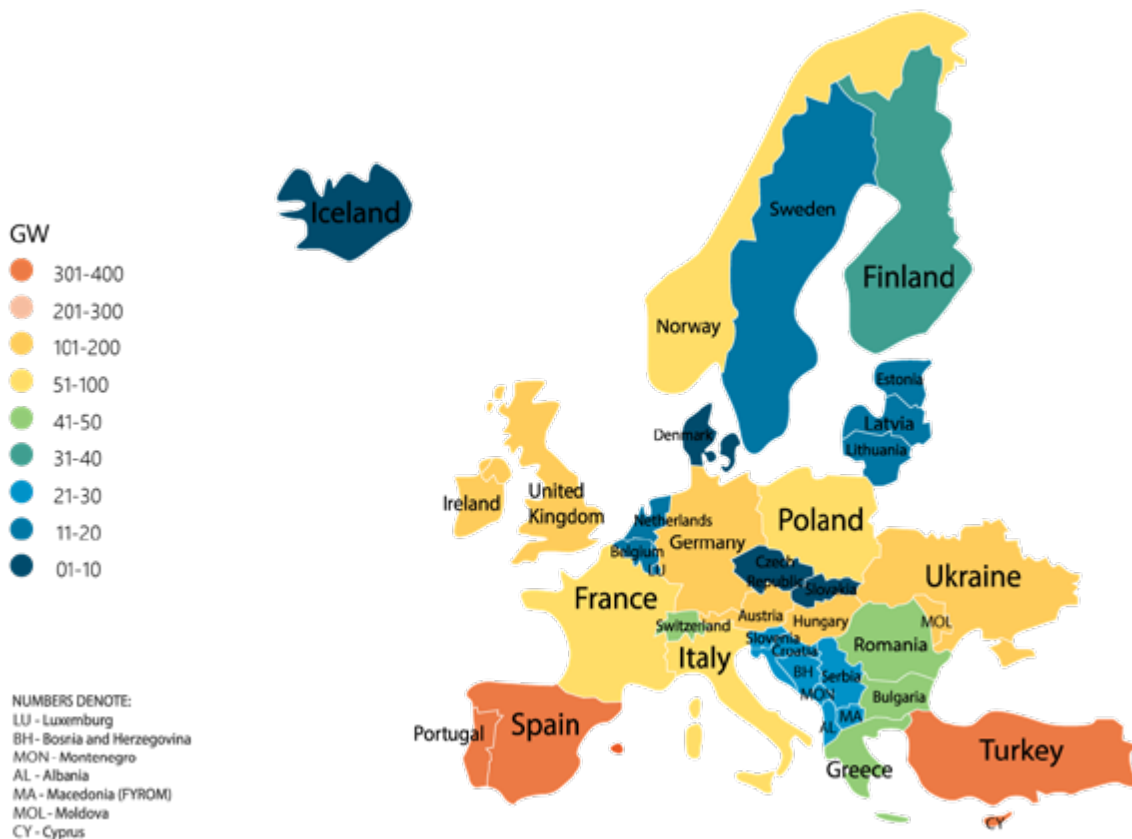 GW
301-400
201-300
101-200
51-100
41-50
31-40
21-30
11-20
01-10
NUMBERS DENOTE:
LU - Luxemburg
BH - Bosnia and Herzegovina
MON - Montenegro
AL - Albania
MA - Macedonia (FYROM)
MOL - Moldova
CY - Cyprus
Iceland
Sweden
Finland
Norway
Estonia
Latvia
Lithuania
Denmark
Ireland
United
Kingdom
Netherlands
Belgium
LU
Germany
Poland
Czech
Republic
Slovakia
Ukraine
France
Switzerland
Austria
Hungary
MOL
Slovenia
Croatia
Romania
Italy
BH
Serbia
MON
Bulgaria
MA
AL
Portugal
Spain
Greece
Turkey
CY